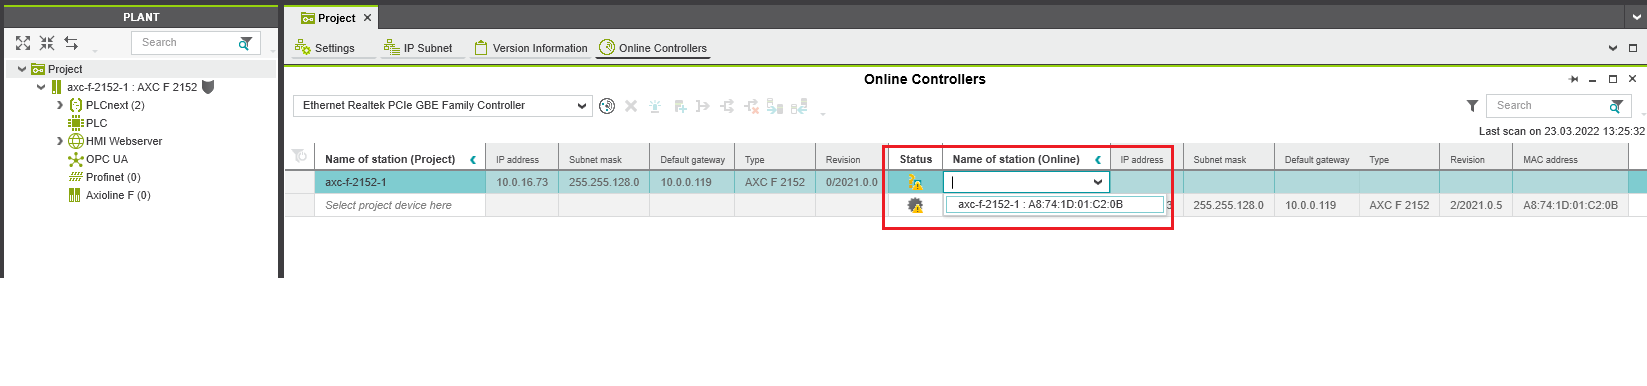 PLANT
Search
Project
axc-f-2152-1 : AXC F 2152
PLCnext (2)
PLC
HMI Webserver
OPC UA
Profinet (0)
Axioline F (0)
Project
Settings IP Subnet Version Information Online Controllers
Online Controllers
Ethernet Realtek PCIe GBE Family Controller Search
Last scan on 23.03.2022 13:25:32
Name of station (Project) IP address Subnet mask Default gateway Type Revision Status Name of station (Online) IP address Subnet mask Default gateway Type Revision MAC address
axc-f-2152-1 10.0.16.73 255.255.128.0 10.0.0.119 AXC F 2152 0/2021.0.0
Select project device here axc-f-2152-1 : A8:74:1D:01:C2:0B 3 255.255.128.0 10.0.0.119 AXC F 2152 2/2021.0.5 A8:74:1D:01:C2:0B